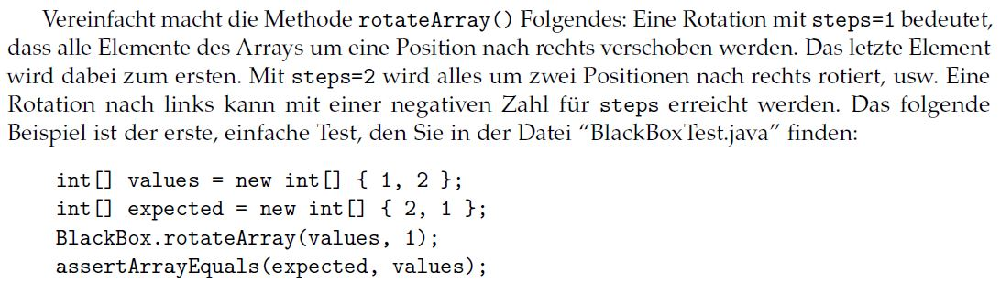 Vereinfacht macht die Methode rotateArray() Folgendes: Eine Rotation mit steps=1 bedeutet,
dass alle Elemente des Arrays um eine Position nach rechts verschoben werden. Das letzte Element
wird dabei zum ersten. Mit steps=2 wird alles um zwei Positionen nach rechts rotiert, usw. Eine
Rotation nach links kann mit einer negativen Zahl für steps erreicht werden. Das folgende
Beispiel ist der erste, einfache Test, den Sie in der Datei “BlackBoxTest.java” finden:
int[] values = new int[] { 1, 2 };
int[] expected = new int[] { 2, 1 };
BlackBox.rotateArray(values, 1);
assertArrayEquals(expected, values);